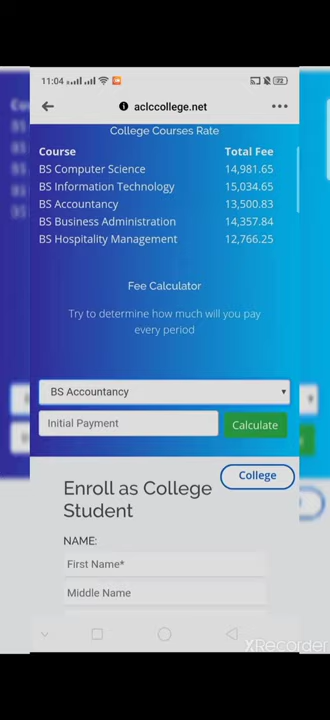 11:04
72
aclccollege.net
College Courses Rate
Course Total Fee
BS Computer Science 14,981.65
BS Information Technology 15,034.65
BS Accountancy 13,500.83
BS Business Administration 14,357.84
BS Hospitality Management 12,766.25
Fee Calculator
Try to determine how much will you pay
every period
BS Accountancy
Initial Payment Calculate
College
Enroll as College
Student
NAME:
First Name*
Middle Name
XRecorder